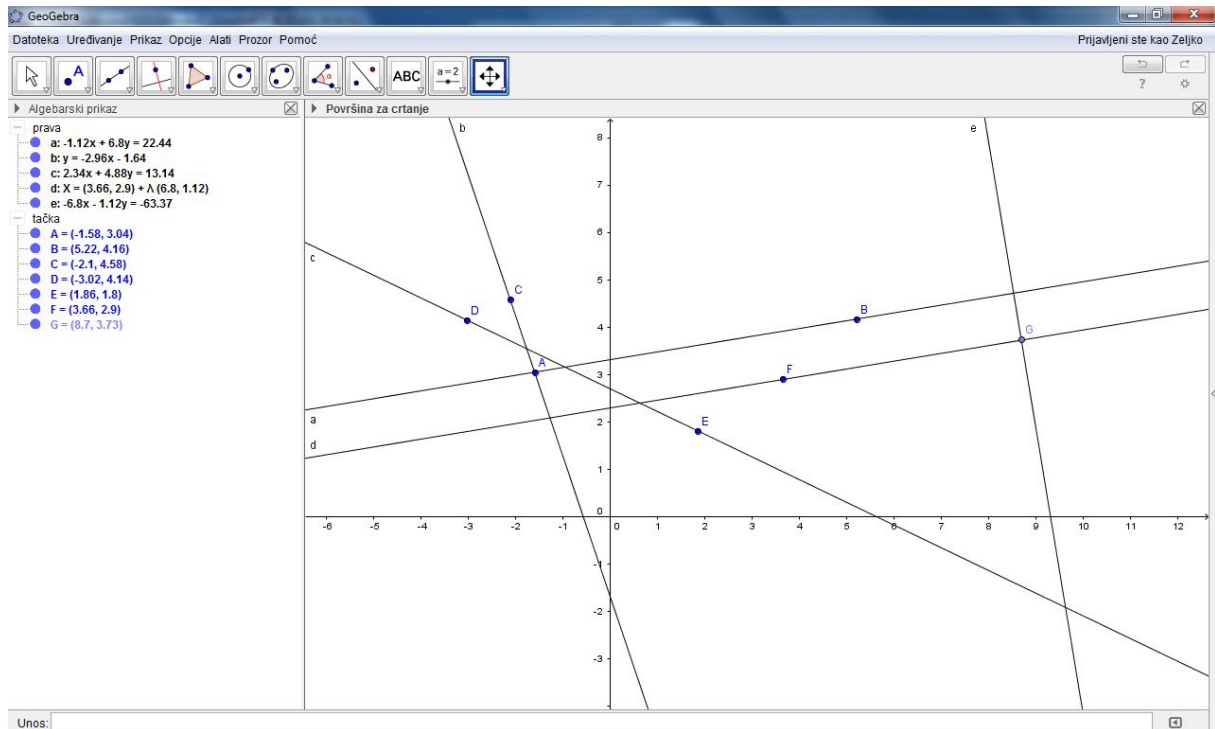 GeoGebra
Datoteka Uređivanje Prikaz Opcije Alati Prozor Pomoć
Prijavljeni ste kao Zeljko
A
α
ABC
a = 2
?
Algebarski prikaz
Površina za crtanje
prava
a: -1.12x + 6.8y = 22.44
b: y = -2.96x - 1.64
c: 2.34x + 4.88y = 13.14
d: X = (3.66, 2.9) + λ (6.8, 1.12)
e: -6.8x - 1.12y = -63.37
tačka
A = (-1.58, 3.04)
B = (5.22, 4.16)
C = (-2.1, 4.58)
D = (-3.02, 4.14)
E = (1.86, 1.8)
F = (3.66, 2.9)
G = (8.7, 3.73)
b
e
8
7
6
c
5
C
D
B
4
G
A
3
F
a
2
E
d
1
0
-6 -5 -4 -3 -2 -1 0 1 2 3 4 5 6 7 8 9 10 11 12
-1
-2
-3
Unos: